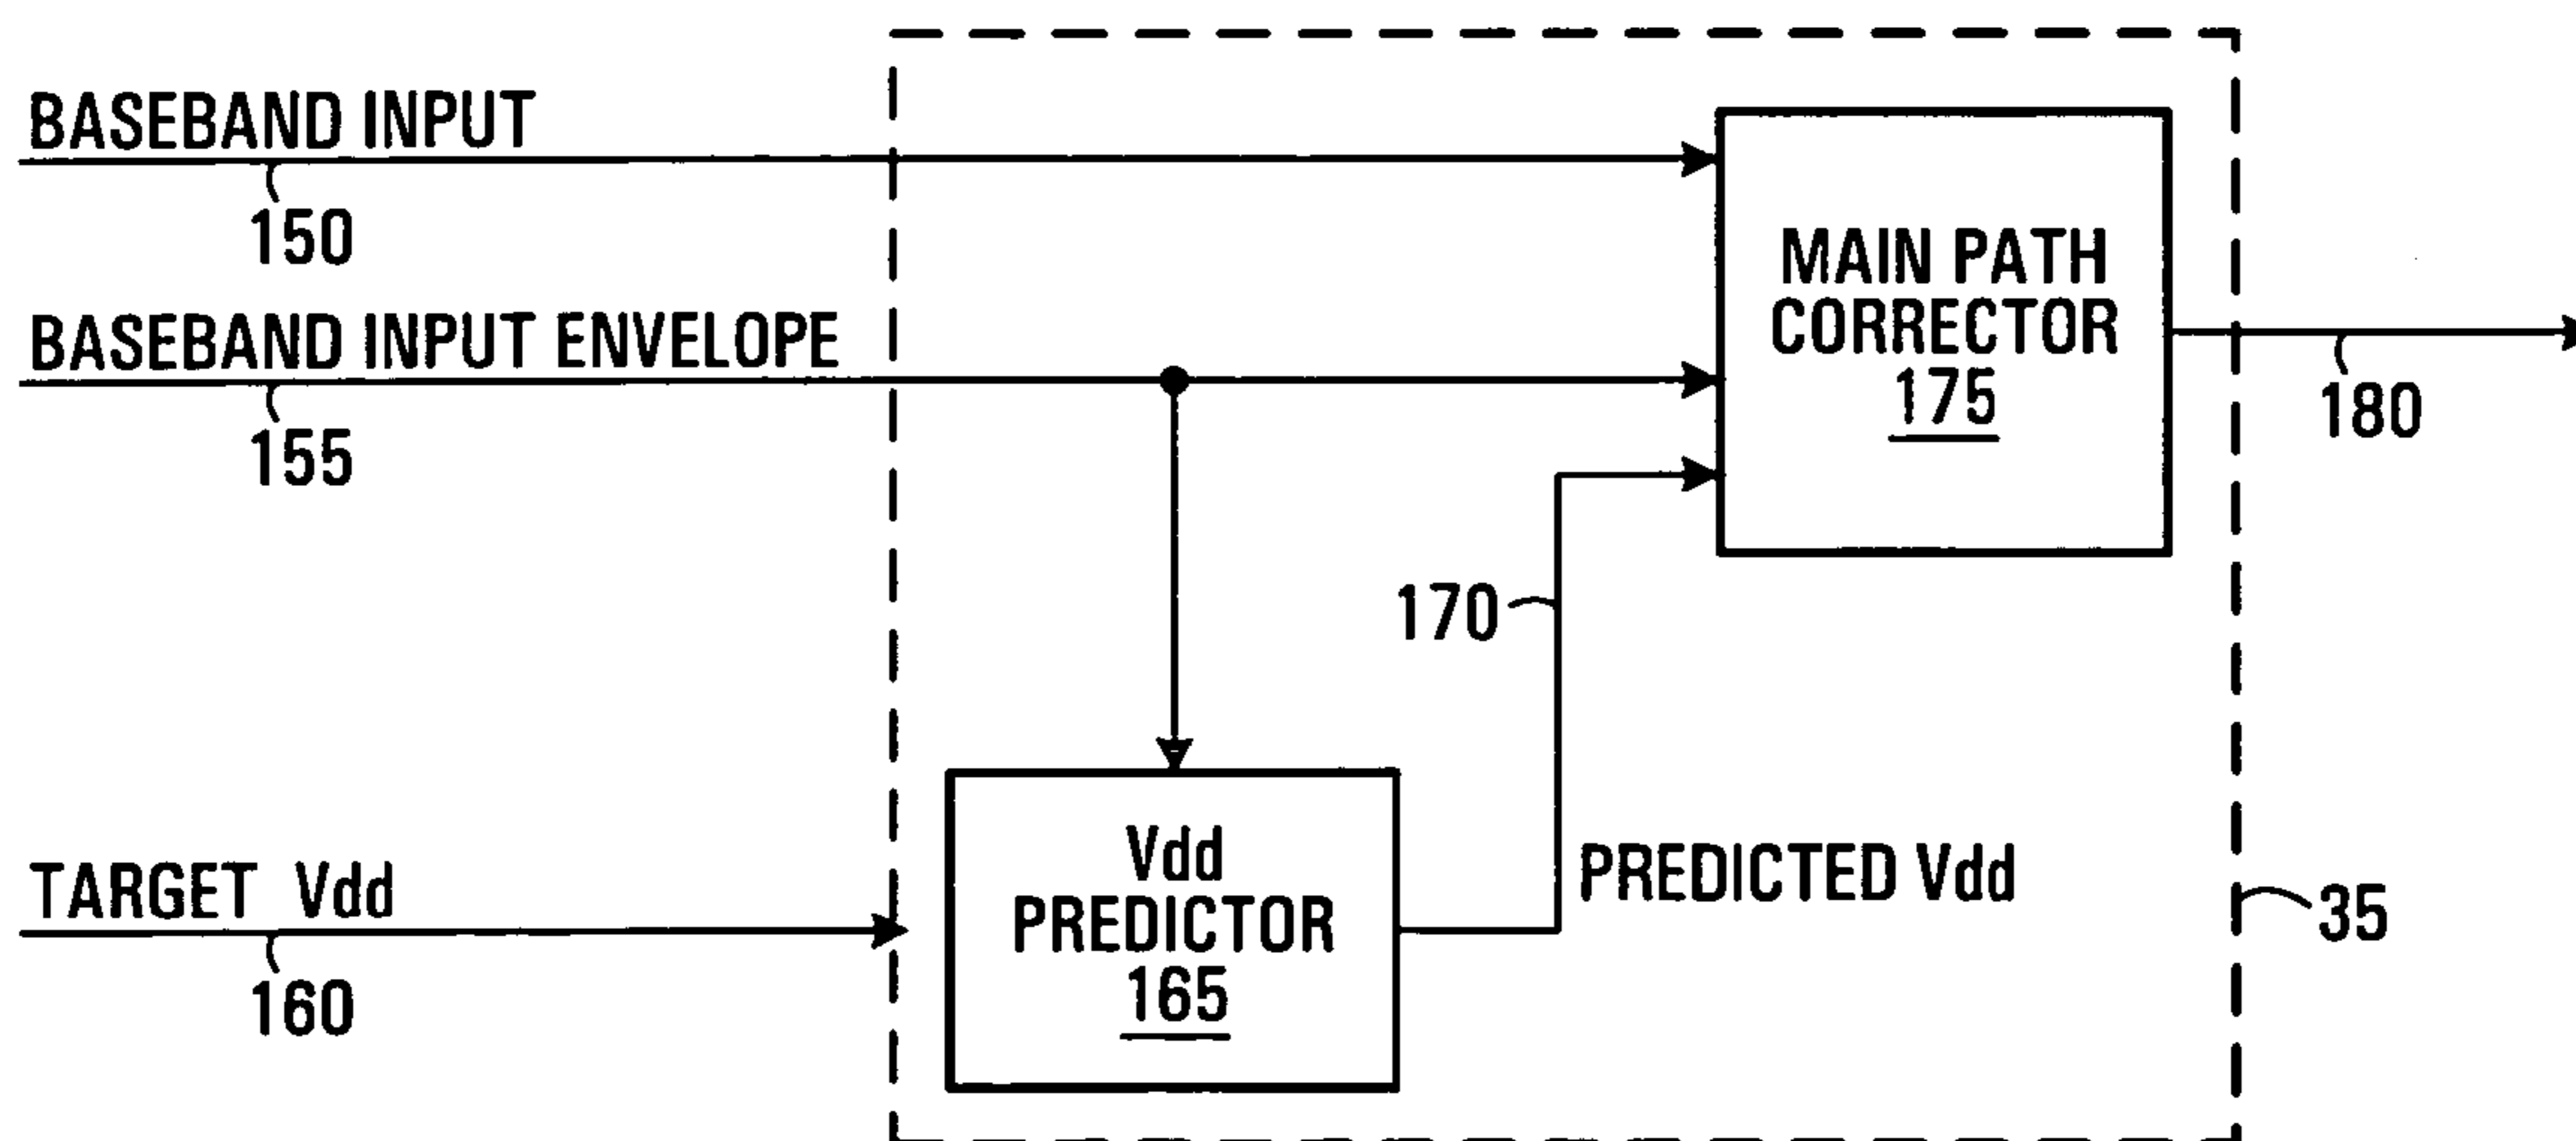 BASEBAND INPUT
150
BASEBAND INPUT ENVELOPE
155
MAIN PATH
CORRECTOR
175
180
170
TARGET Vdd
160
Vdd
PREDICTOR
165
PREDICTED Vdd
35